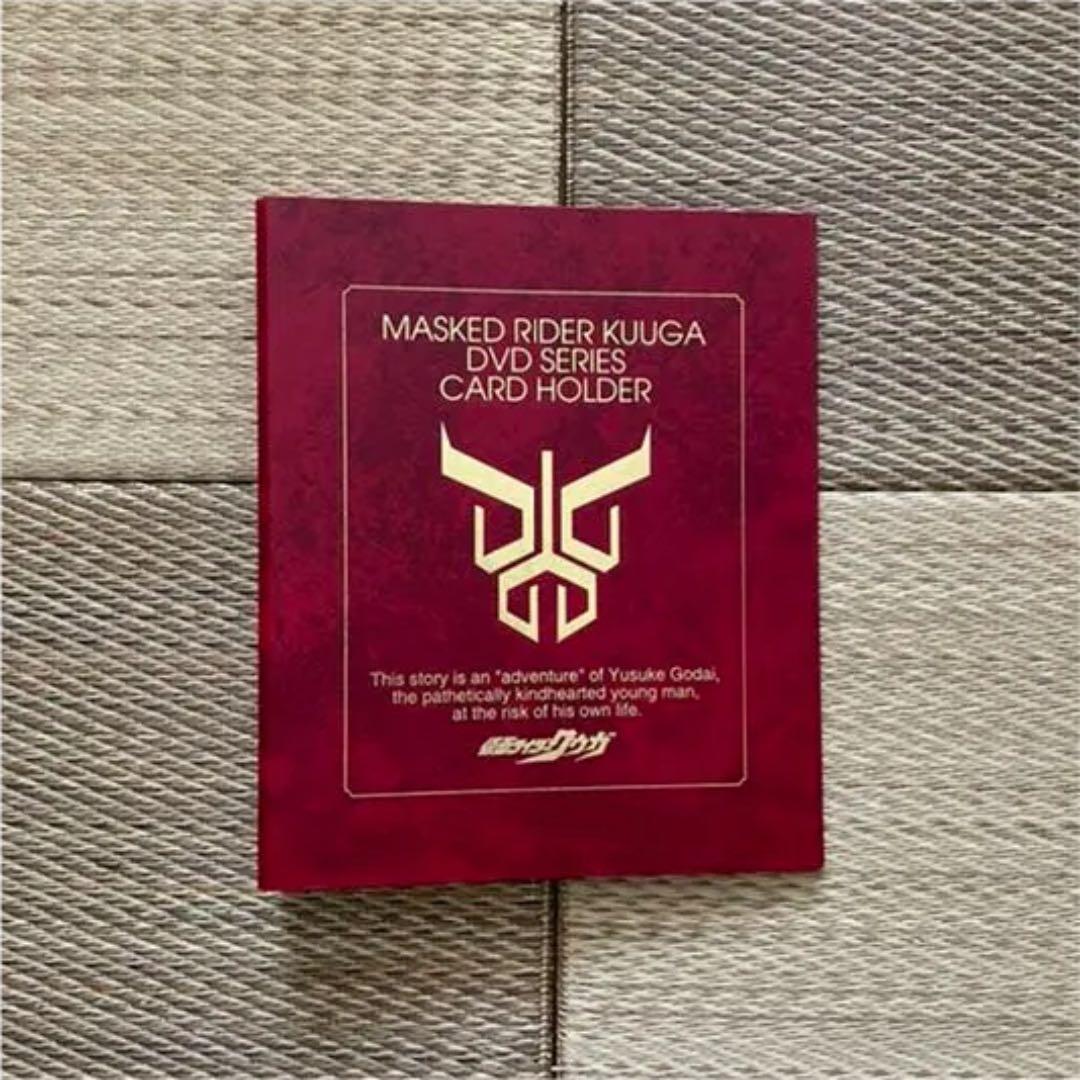 MASKED RIDER KUUGA
DVD SERIES
CARD HOLDER
This story is an "adventure" of Yusuke Godai,
the pathetically kindhearted young man,
at the risk of his own life.
仮面ライダークウガ